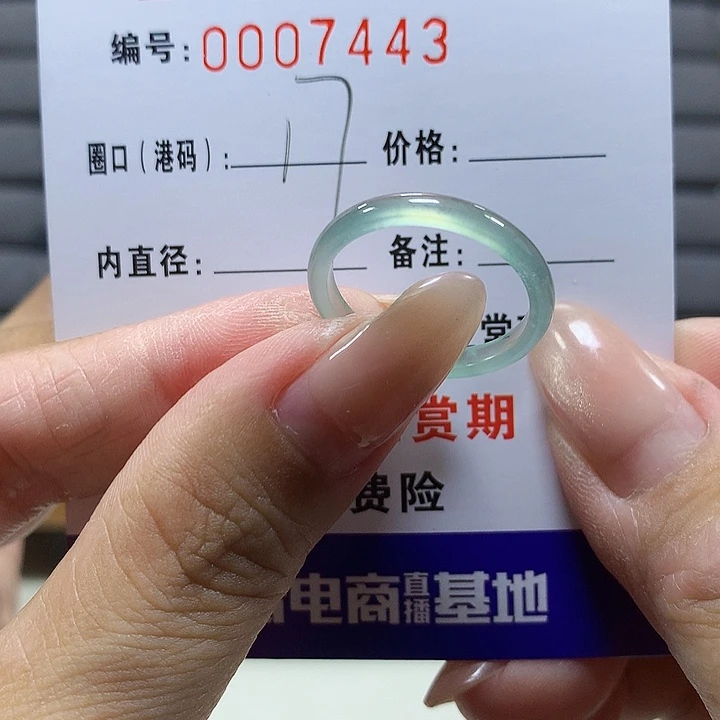 编号:0007443
圈口(港码):17 价格:
内直径: 备注:
赏期
费险
电商直播基地